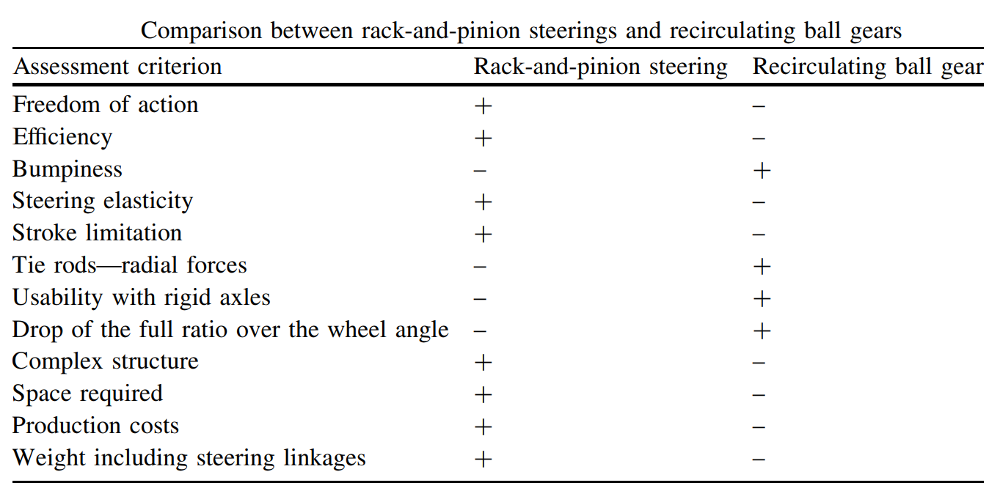 Comparison between rack-and-pinion steerings and recirculating ball gears
Assessment criterion Rack-and-pinion steering Recirculating ball gear
Freedom of action + –
Efficiency + –
Bumpiness – +
Steering elasticity + –
Stroke limitation + –
Tie rods—radial forces – +
Usability with rigid axles – +
Drop of the full ratio over the wheel angle – +
Complex structure + –
Space required + –
Production costs + –
Weight including steering linkages + –